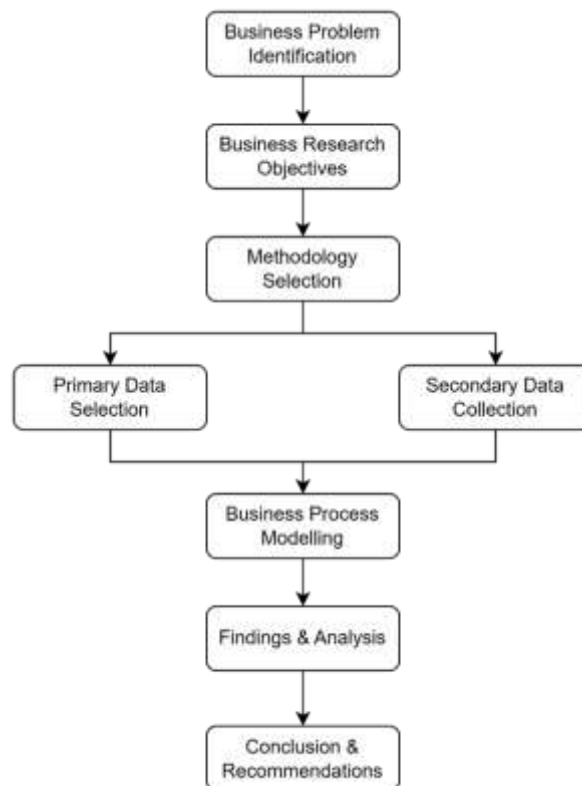 Business Problem
Identification
Business Research
Objectives
Methodology
Selection
Primary Data
Selection
Secondary Data
Collection
Business Process
Modelling
Findings & Analysis
Conclusion &
Recommendations